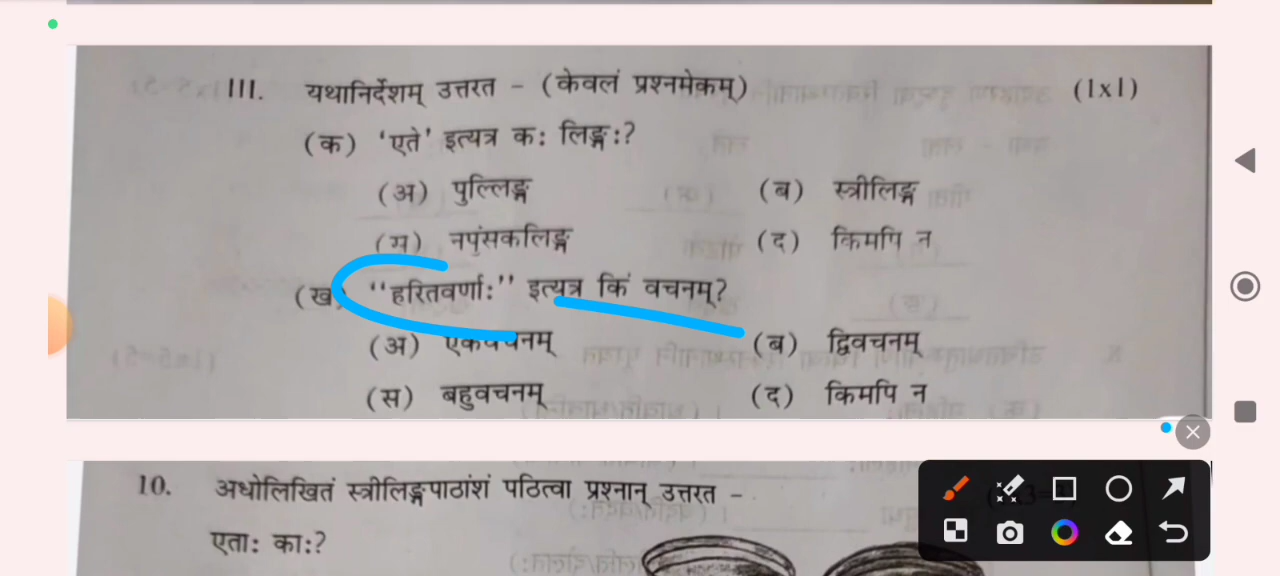 III. यथानिर्देशम् उत्तरत - (केवलं प्रश्नमेकम्) (1x1)
(क) 'एते' इत्यत्र कः लिङ्गः?
(अ) पुल्लिङ्ग (ब) स्त्रीलिङ्ग
(स) नपुंसकलिङ्ग (द) किमपि न
(ख) "हरितवर्णाः" इत्यत्र किं वचनम्?
(अ) एकवचनम् (ब) द्विवचनम्
(स) बहुवचनम् (द) किमपि न
10. अधोलिखितं स्त्रीलिङ्गपाठांशं पठित्वा प्रश्नान् उत्तरत -
एताः काः?